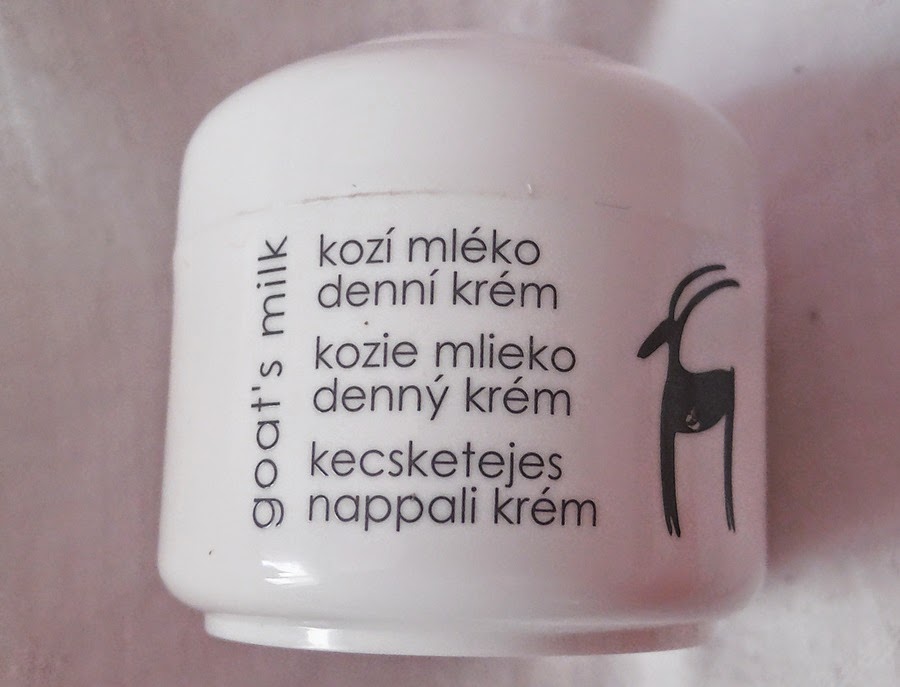 goat's milk
kozí mléko
denní krém
kozie mlieko
denný krém
kecsketejes
nappali krém